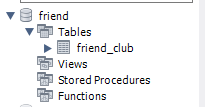 friend
Tables
friend_club
Views
Stored Procedures
Functions